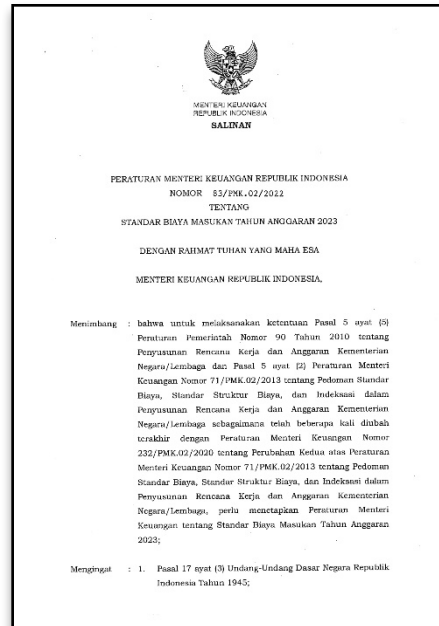 MENTERI KEUANGAN
REPUBLIK INDONESIA
SALINAN
PERATURAN MENTERI KEUANGAN REPUBLIK INDONESIA
NOMOR 83/PMK.02/2022
TENTANG
STANDAR BIAYA MASUKAN TAHUN ANGGARAN 2023
DENGAN RAHMAT TUHAN YANG MAHA ESA
MENTERI KEUANGAN REPUBLIK INDONESIA,
Menimbang : bahwa untuk melaksanakan ketentuan Pasal 5 ayat (5)
Peraturan Pemerintah Nomor 90 Tahun 2010 tentang
Penyusunan Rencana Kerja dan Anggaran Kementerian
Negara/Lembaga dan Pasal 5 ayat (2) Peraturan Menteri
Keuangan Nomor 71/PMK.02/2013 tentang Pedoman Standar
Biaya, Standar Struktur Biaya, dan Indeksasi dalam
Penyusunan Rencana Kerja dan Anggaran Kementerian
Negara/Lembaga sebagaimana telah beberapa kali diubah
terakhir dengan Peraturan Menteri Keuangan Nomor
232/PMK.02/2020 tentang Perubahan Kedua atas Peraturan
Menteri Keuangan Nomor 71/PMK.02/2013 tentang Pedoman
Standar Biaya, Standar Struktur Biaya, dan Indeksasi dalam
Penyusunan Rencana Kerja dan Anggaran Kementerian
Negara/Lembaga, perlu menetapkan Peraturan Menteri
Keuangan tentang Standar Biaya Masukan Tahun Anggaran
2023;
Mengingat : 1. Pasal 17 ayat (3) Undang-Undang Dasar Negara Republik
Indonesia Tahun 1945;